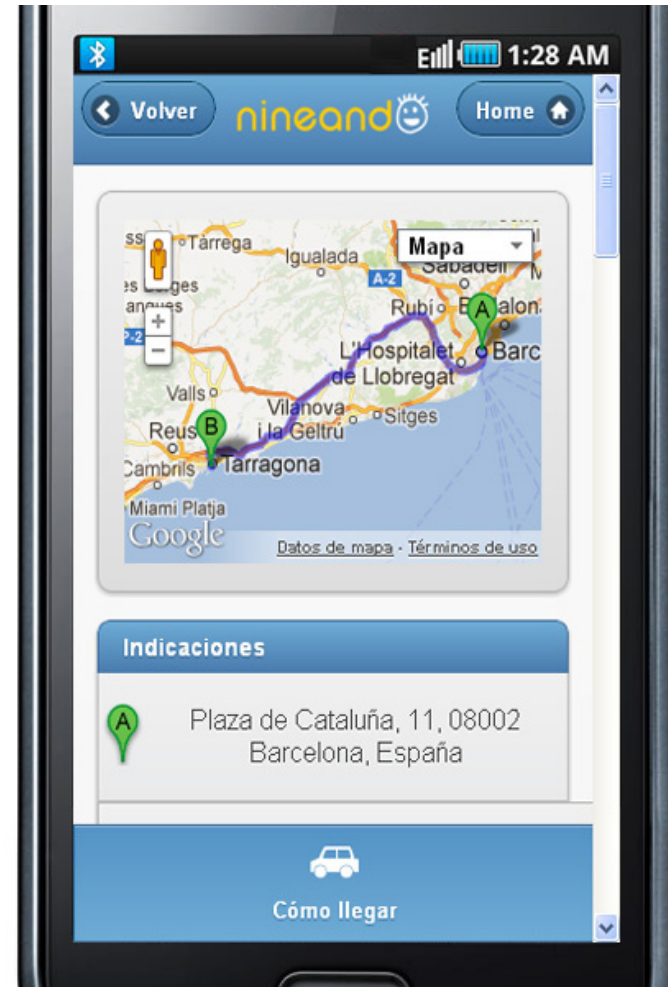 E 1:28 AM
Volver
nineand
Home
Tàrrega
Igualada
Mapa
A-2
Sabadell
Rubío
A
L'Hospitalet
Barc
de Llobregat
Valls
Vilanova
Sitges
Reus
B
i la Geltrú
Cambrils
Tarragona
Miami Platja
Google
Datos de mapa - Términos de uso
Indicaciones
A
Plaza de Cataluña, 11, 08002
Barcelona, España
Cómo llegar